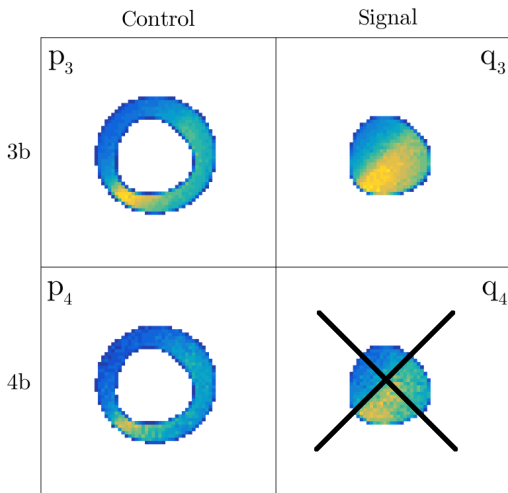 Control Signal
p₃ q₃
3b
p₄ q₄
4b